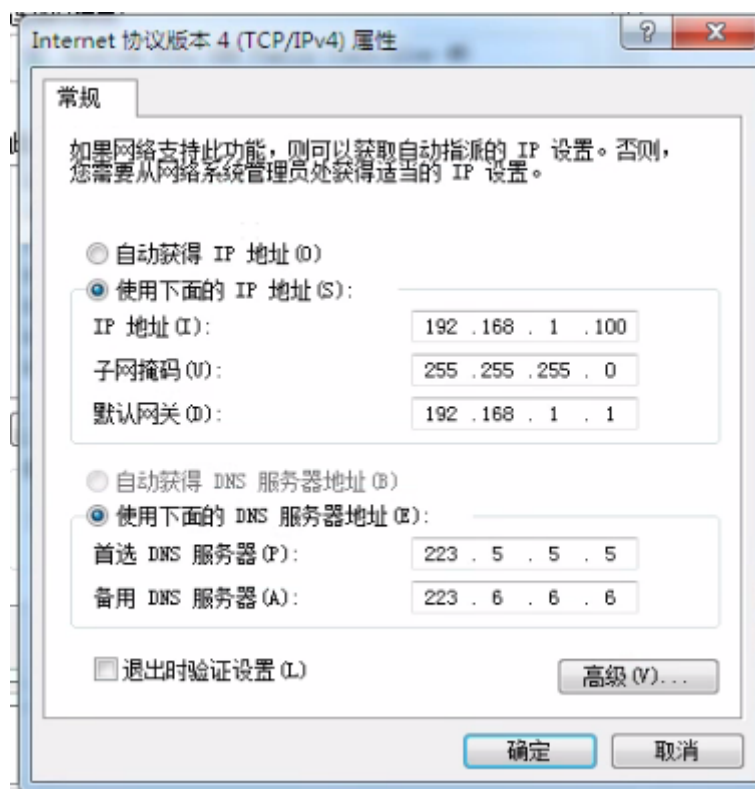 Internet 协议版本 4 (TCP/IPv4) 属性
常规
如果网络支持此功能，则可以获取自动指派的 IP 设置。否则，
您需要从网络系统管理员处获得适当的 IP 设置。
自动获得 IP 地址(O)
使用下面的 IP 地址(S):
IP 地址(I): 192 . 168 . 1 . 100
子网掩码(U): 255 . 255 . 255 . 0
默认网关(D): 192 . 168 . 1 . 1
自动获得 DNS 服务器地址(B)
使用下面的 DNS 服务器地址(E):
首选 DNS 服务器(P): 223 . 5 . 5 . 5
备用 DNS 服务器(A): 223 . 6 . 6 . 6
退出时验证设置(L)
高级(V)...
确定 取消